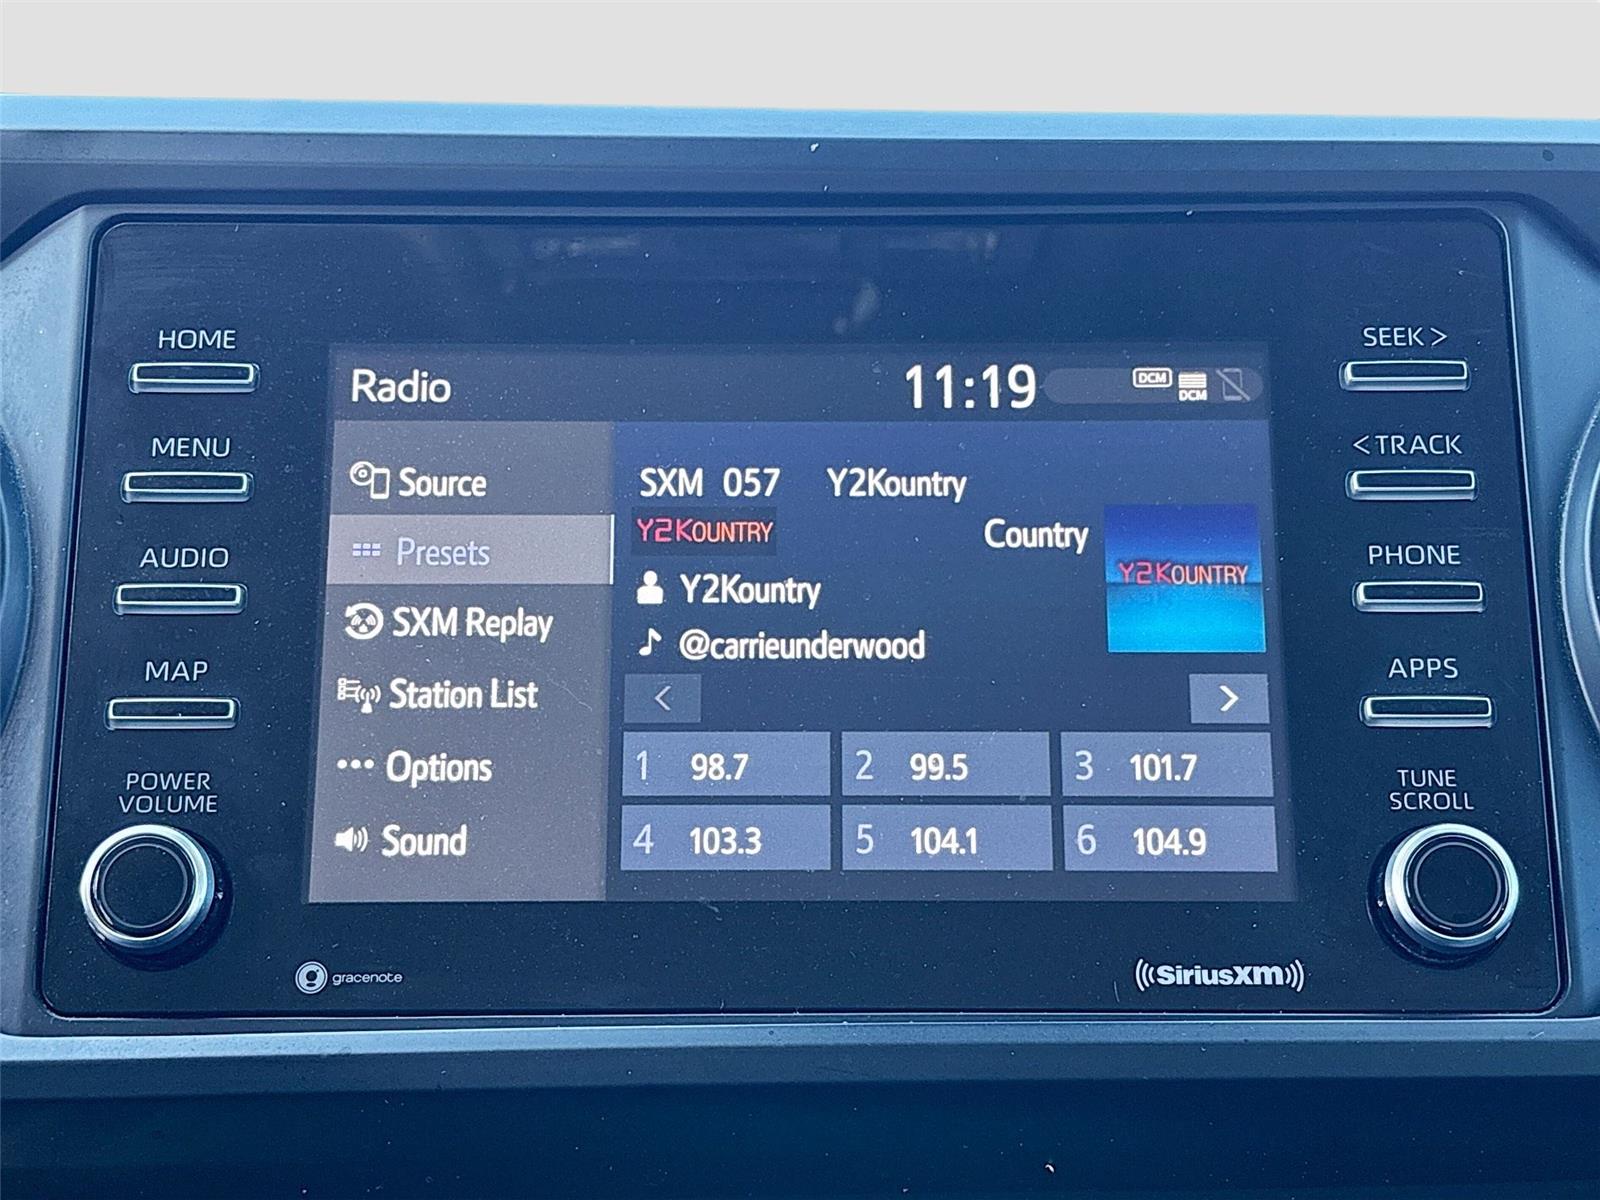 HOME
MENU
AUDIO
MAP
POWER
VOLUME
Radio
11:19
DCM
DCM
Source
Presets
SXM Replay
Station List
Options
Sound
SXM 057 Y2Kountry
Y2KOUNTRY
Country
Y2KOUNTRY
Y2Kountry
@carrieunderwood
<
>
1 98.7
2 99.5
3 101.7
4 103.3
5 104.1
6 104.9
SEEK >
< TRACK
PHONE
APPS
TUNE
SCROLL
gracenote
((SiriusXM))